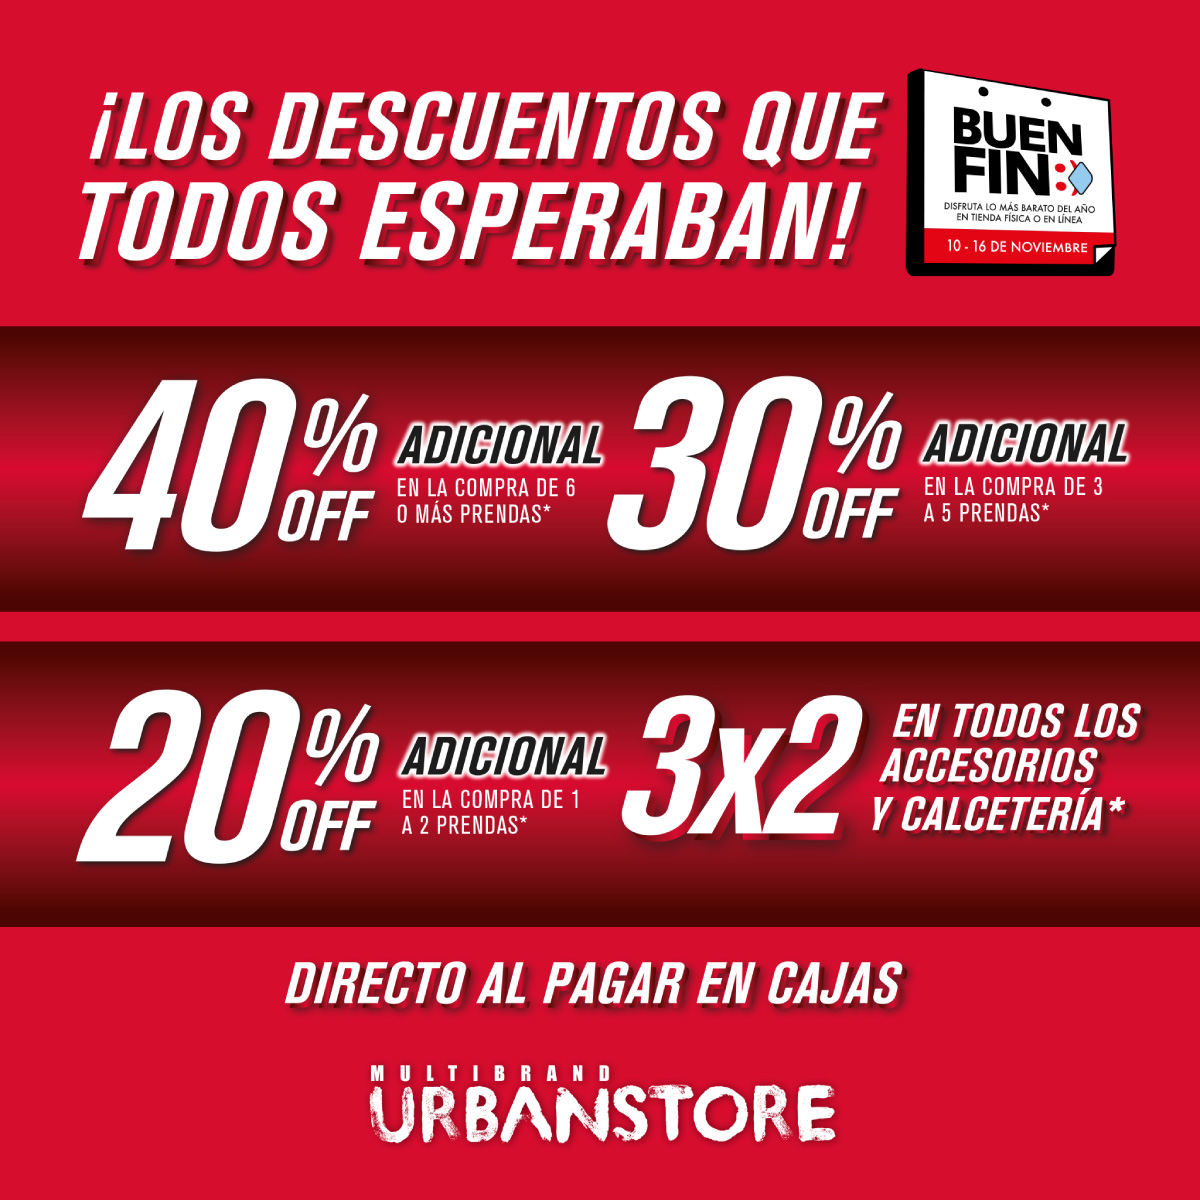 ¡LOS DESCUENTOS QUE
TODOS ESPERABAN!
BUEN
FIN
DISFRUTA LO MÁS BARATO DEL AÑO
EN TIENDA FÍSICA O EN LÍNEA
10 - 16 DE NOVIEMBRE
40% OFF
ADICIONAL
EN LA COMPRA DE 6
O MÁS PRENDAS*
30% OFF
ADICIONAL
EN LA COMPRA DE 3
A 5 PRENDAS*
20% OFF
ADICIONAL
EN LA COMPRA DE 1
A 2 PRENDAS*
3x2
EN TODOS LOS
ACCESORIOS
Y CALCETERÍA*
DIRECTO AL PAGAR EN CAJAS
MULTIBRAND
URBANSTORE